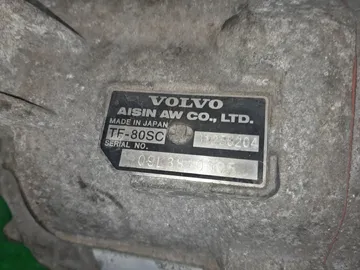 VOLVO
AISIN AW CO., LTD.
MADE IN JAPAN
TF-80SC
SERIAL NO.